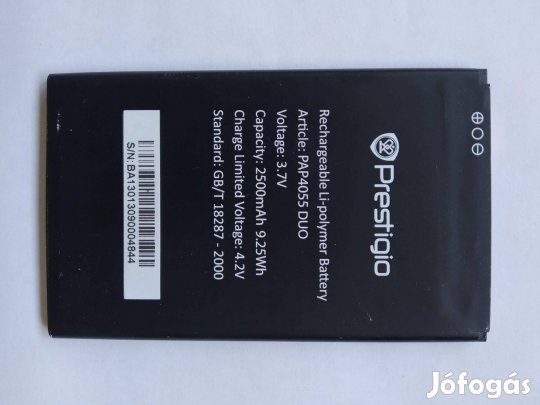 Prestigio
Rechargeable Li-polymer Battery
Article: PAP4055 DUO
Voltage: 3.7V
Capacity: 2500mAh 9.25Wh
Charge Limited Voltage: 4.2V
Standard: GB/T 18287 - 2000
S/N: BA13013090004844
Jófogás